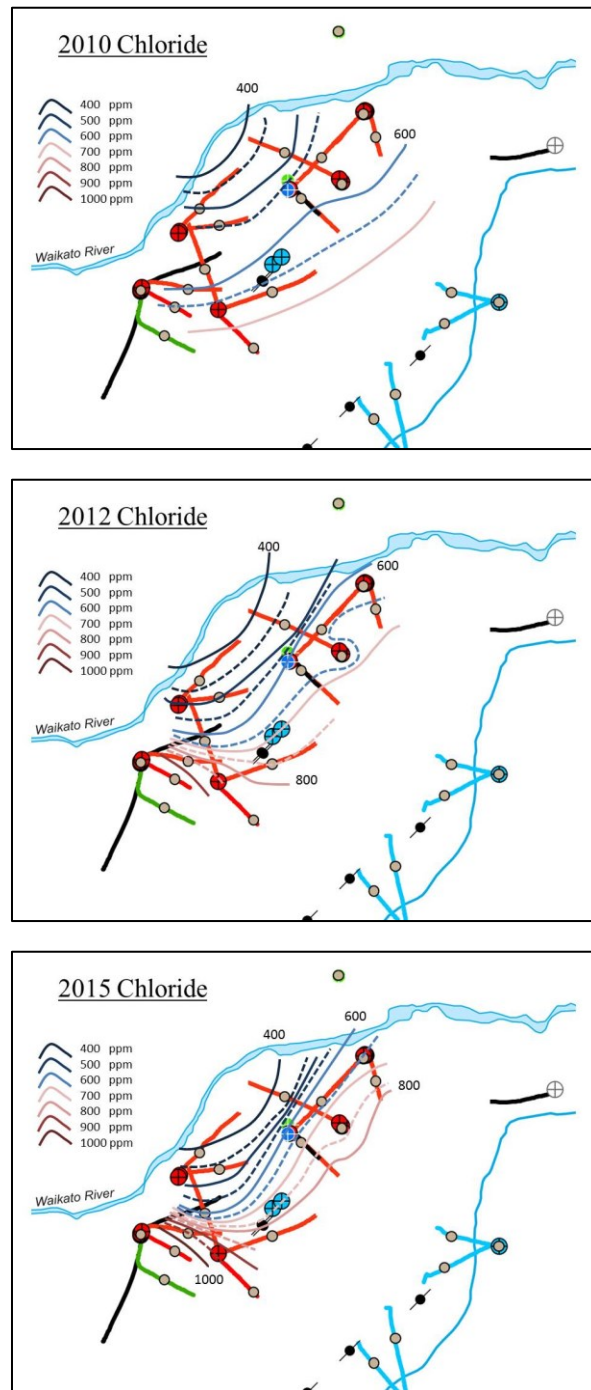 2010 Chloride
400 ppm
500 ppm
600 ppm
700 ppm
800 ppm
900 ppm
1000 ppm
400
600
Waikato River
2012 Chloride
400 ppm
500 ppm
600 ppm
700 ppm
800 ppm
900 ppm
1000 ppm
400
600
Waikato River
800
2015 Chloride
400 ppm
500 ppm
600 ppm
700 ppm
800 ppm
900 ppm
1000 ppm
600
400
800
Waikato River
1000